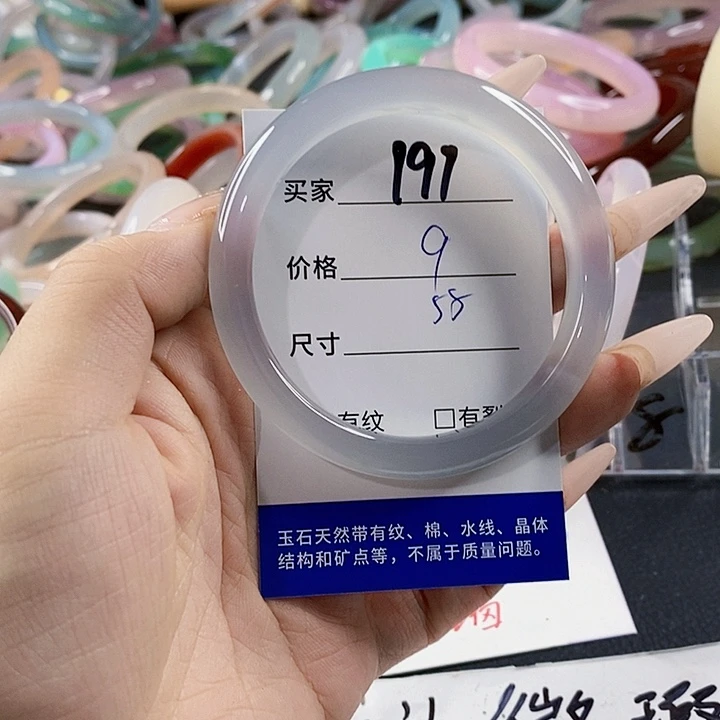 买家 191
价格 9
58
尺寸
有纹 □有裂
玉石天然带有纹、棉、水线、晶体
结构和矿点等，不属于质量问题。